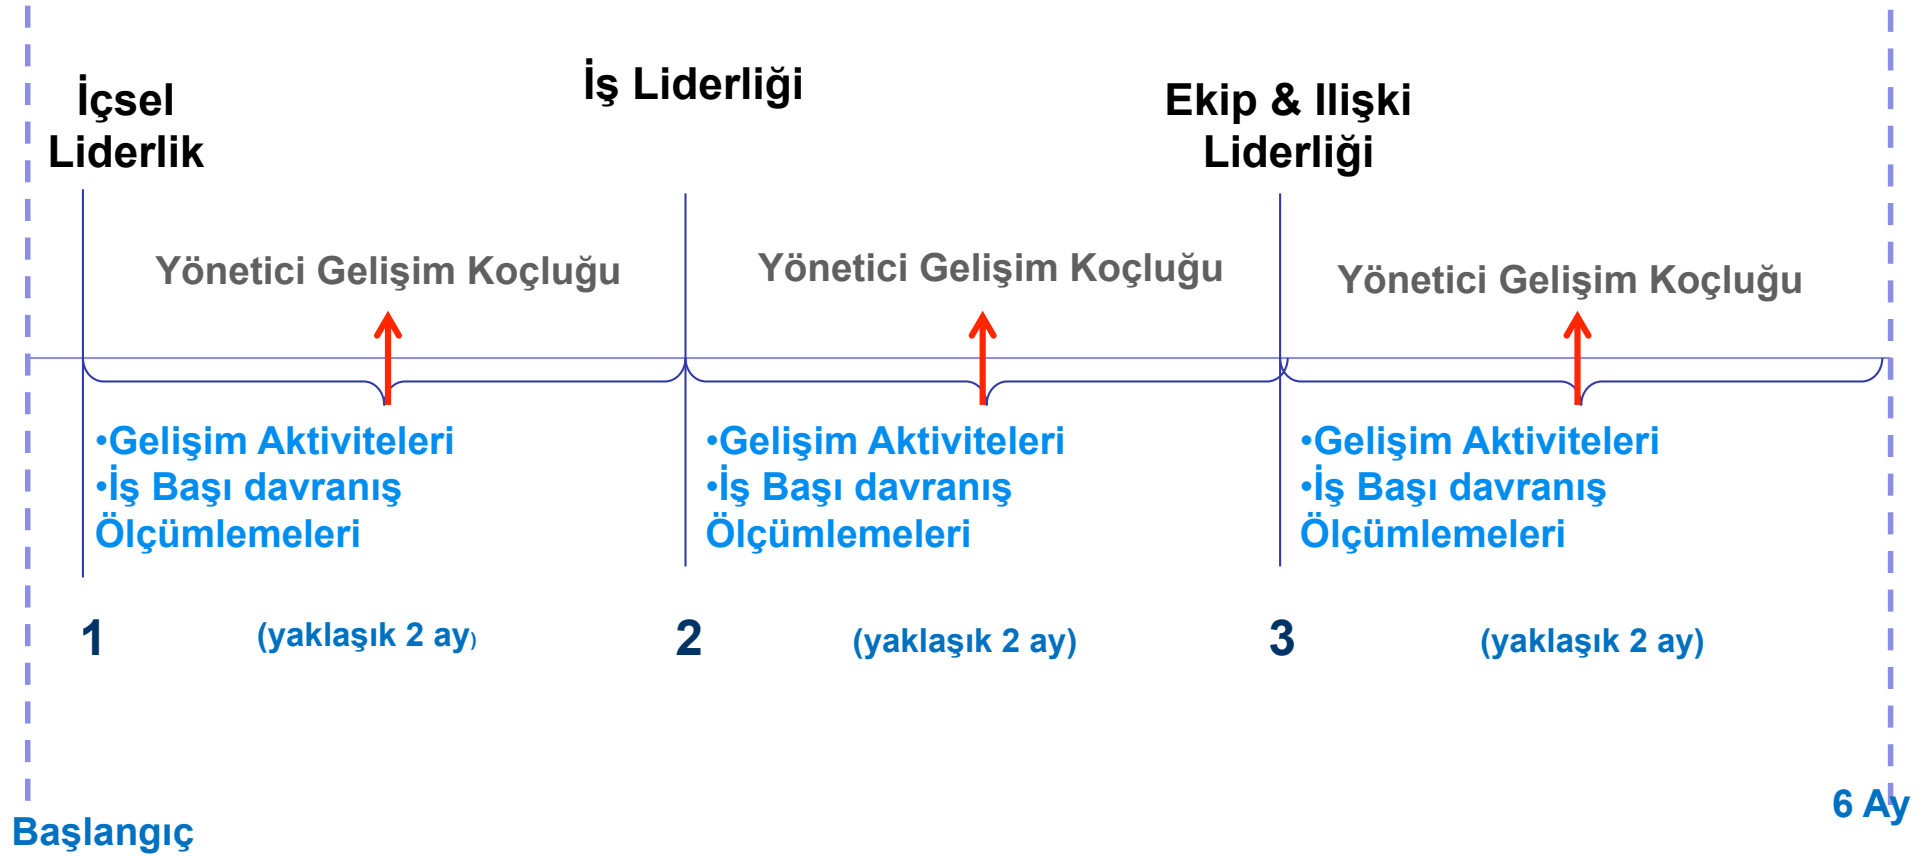 İçsel
Liderlik
İş Liderliği
Ekip & Ilişki
Liderliği
Yönetici Gelişim Koçluğu
Yönetici Gelişim Koçluğu
Yönetici Gelişim Koçluğu
•Gelişim Aktiviteleri
•İş Başı davranış
Ölçümlemeleri
•Gelişim Aktiviteleri
•İş Başı davranış
Ölçümlemeleri
•Gelişim Aktiviteleri
•İş Başı davranış
Ölçümlemeleri
1
(yaklaşık 2 ay)
2
(yaklaşık 2 ay)
3
(yaklaşık 2 ay)
Başlangıç
6 Ay